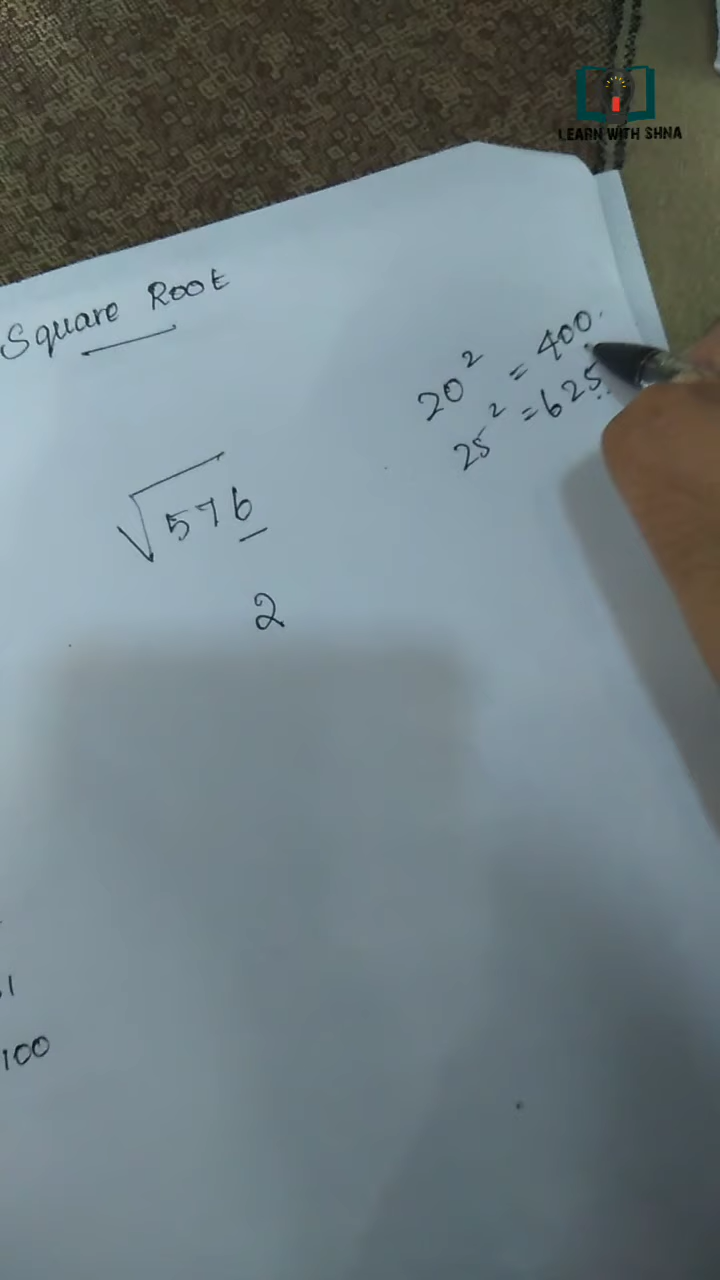 LEARN WITH SHNA
Square Root
20² = 400
25² = 625
√576
2
100